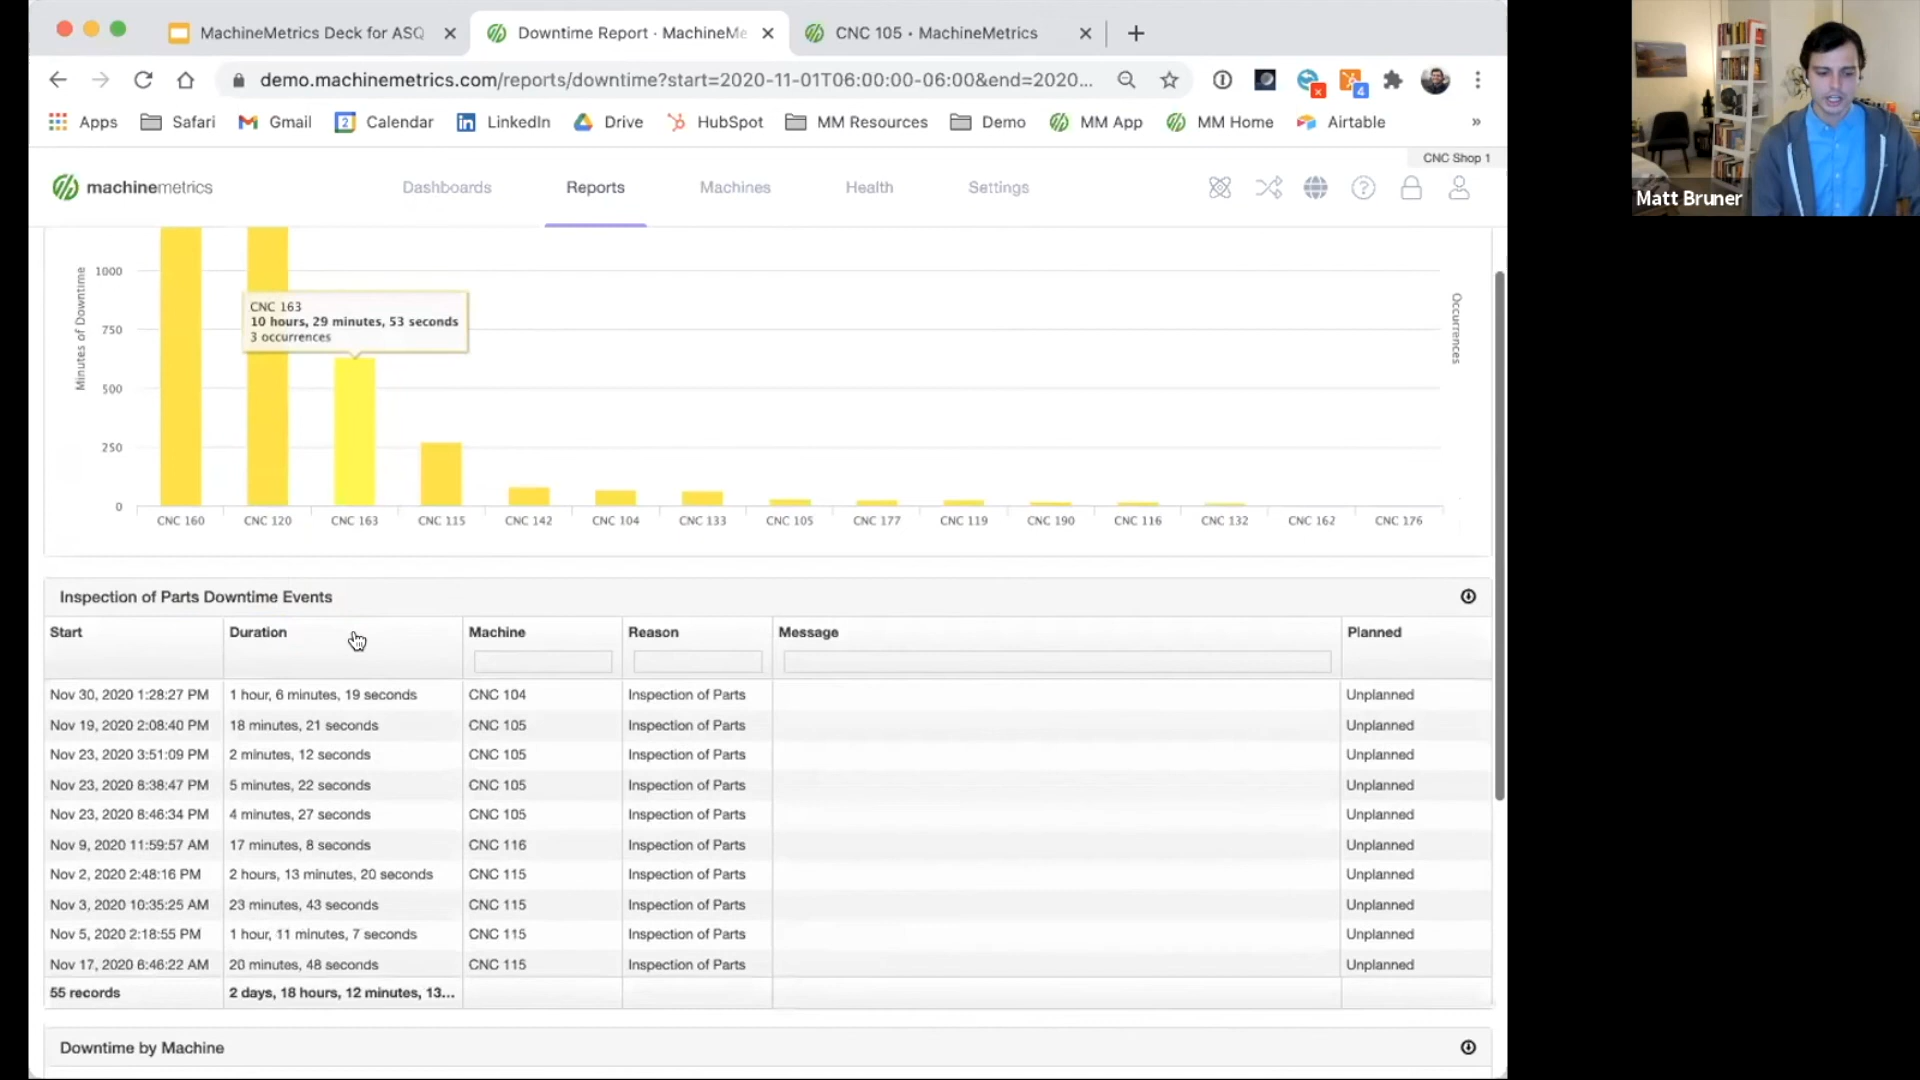 MachineMetrics Deck for ASQ
Downtime Report · MachineMe
CNC 105 • MachineMetrics
demo.machinemetrics.com/reports/downtime?start=2020-11-01T06:00:00-06:00&end=2020...
4
Apps
Safari
Gmail
2
Calendar
LinkedIn
Drive
HubSpot
MM Resources
Demo
MM App
MM Home
Airtable
»
CNC Shop 1
machinemetrics
Dashboards
Reports
Machines
Health
Settings
Matt Bruner
Minutes of Downtime
1000
750
500
250
0
Occurrences
CNC 163
10 hours, 29 minutes, 53 seconds
3 occurrences
CNC 160 CNC 120 CNC 163 CNC 115 CNC 142 CNC 104 CNC 133 CNC 105 CNC 177 CNC 119 CNC 190 CNC 116 CNC 132 CNC 162 CNC 176
Inspection of Parts Downtime Events
Start Duration Machine Reason Message Planned
Nov 30, 2020 1:28:27 PM 1 hour, 6 minutes, 19 seconds CNC 104 Inspection of Parts Unplanned
Nov 19, 2020 2:08:40 PM 18 minutes, 21 seconds CNC 105 Inspection of Parts Unplanned
Nov 23, 2020 3:51:09 PM 2 minutes, 12 seconds CNC 105 Inspection of Parts Unplanned
Nov 23, 2020 8:38:47 PM 5 minutes, 22 seconds CNC 105 Inspection of Parts Unplanned
Nov 23, 2020 8:46:34 PM 4 minutes, 27 seconds CNC 105 Inspection of Parts Unplanned
Nov 9, 2020 11:59:57 AM 17 minutes, 8 seconds CNC 116 Inspection of Parts Unplanned
Nov 2, 2020 2:48:16 PM 2 hours, 13 minutes, 20 seconds CNC 115 Inspection of Parts Unplanned
Nov 3, 2020 10:35:25 AM 23 minutes, 43 seconds CNC 115 Inspection of Parts Unplanned
Nov 5, 2020 2:18:55 PM 1 hour, 11 minutes, 7 seconds CNC 115 Inspection of Parts Unplanned
Nov 17, 2020 6:46:22 AM 20 minutes, 48 seconds CNC 115 Inspection of Parts Unplanned
55 records 2 days, 18 hours, 12 minutes, 13...
Downtime by Machine